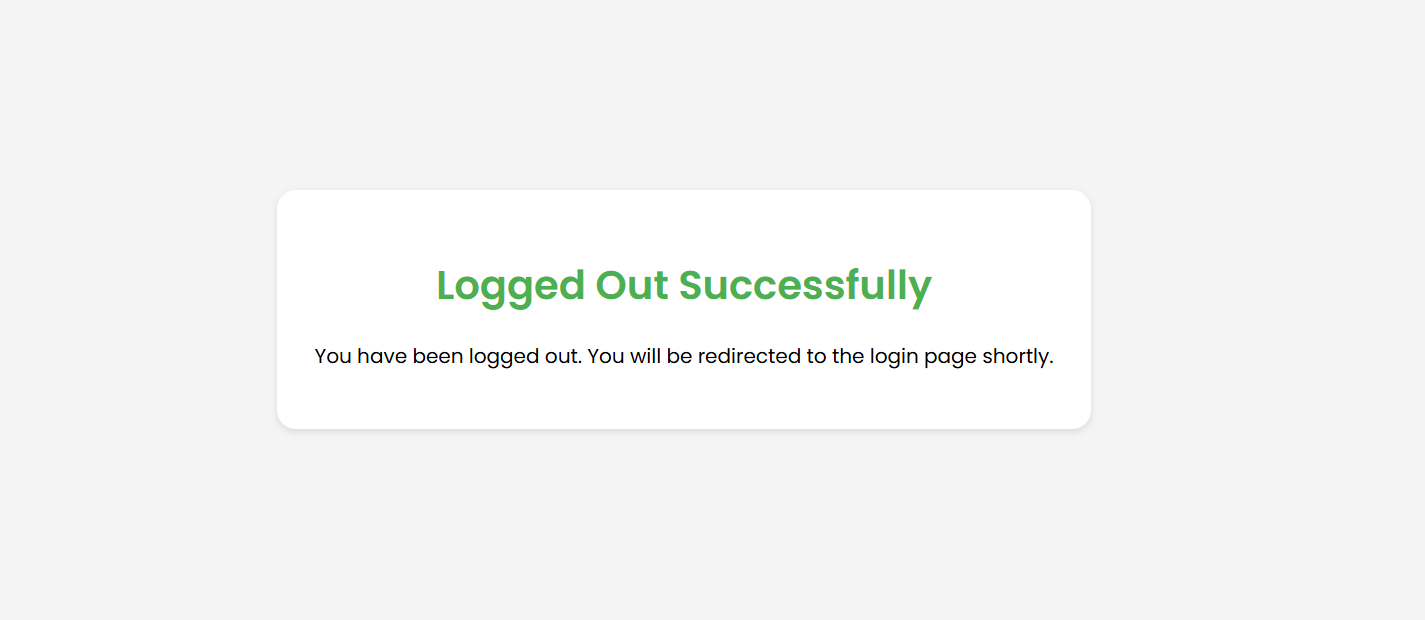 Logged Out Successfully
You have been logged out. You will be redirected to the login page shortly.